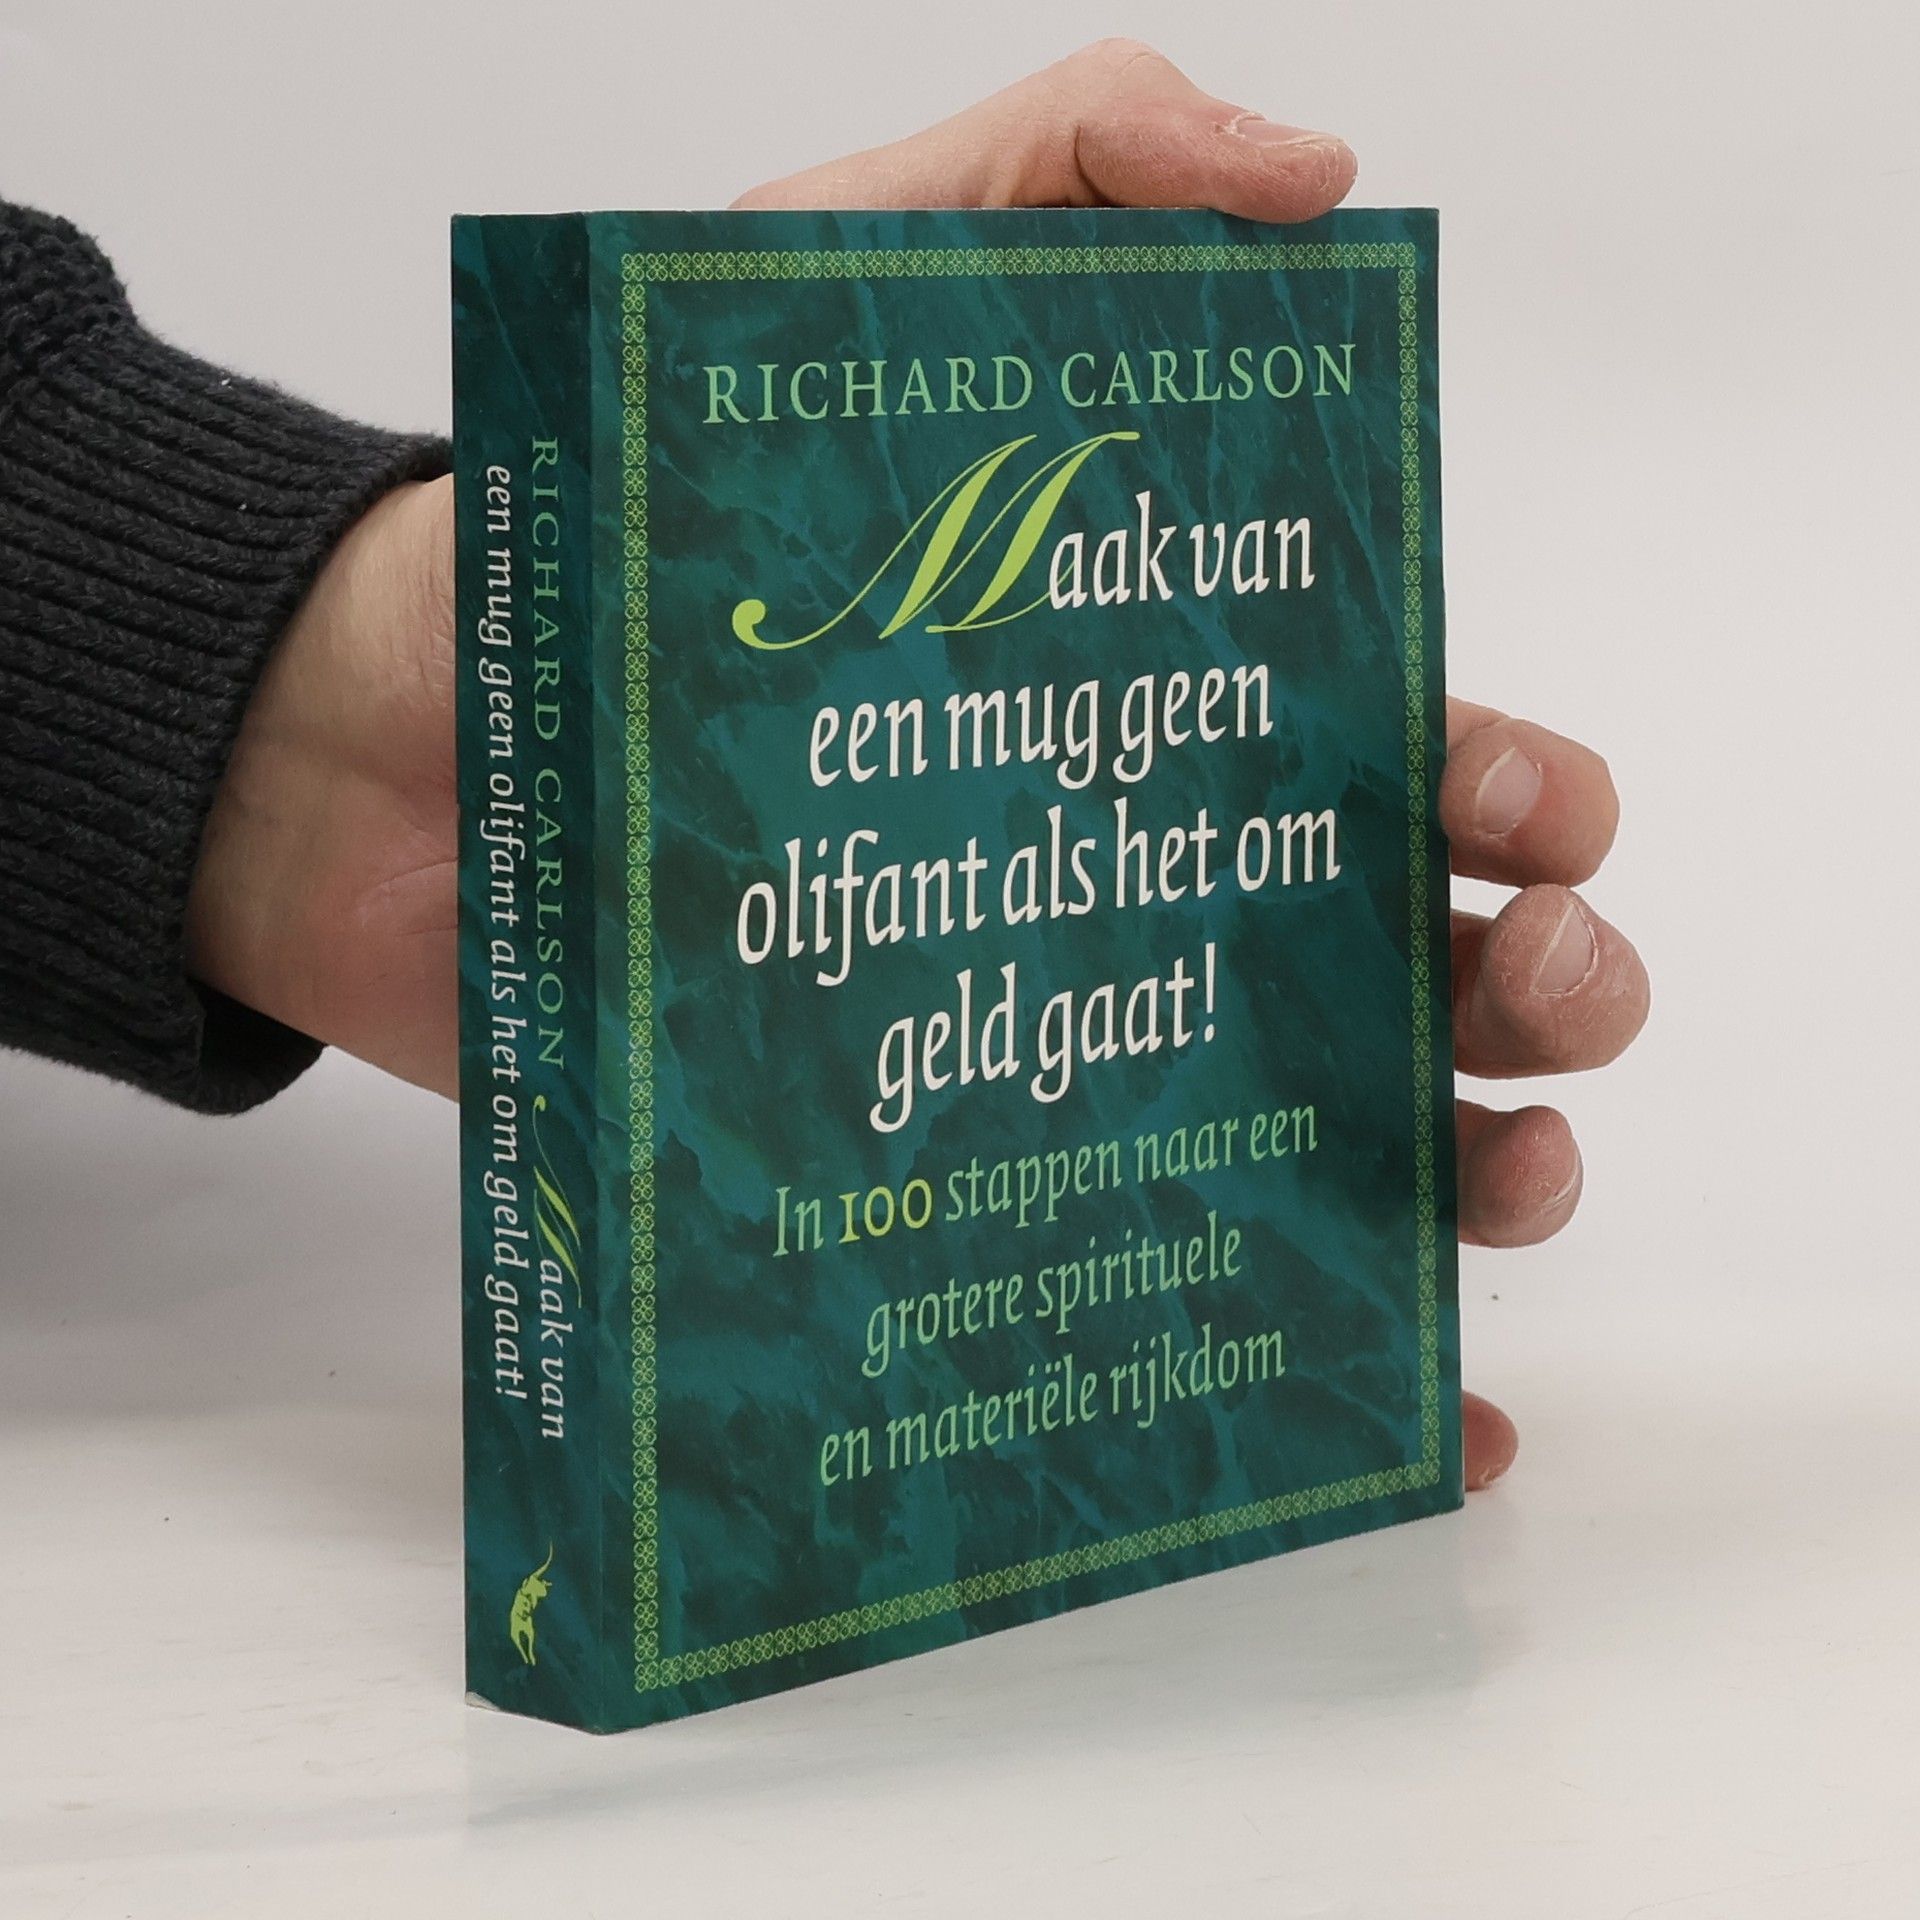 RICHARD CARLSON
Maak van
een mug geen
olifant als het om
geld gaat!
In 100 stappen naar een
grotere spirituele
en materiële rijkdom
RICHARD CARLSON Maak van
een mug geen olifant als het om geld gaat!